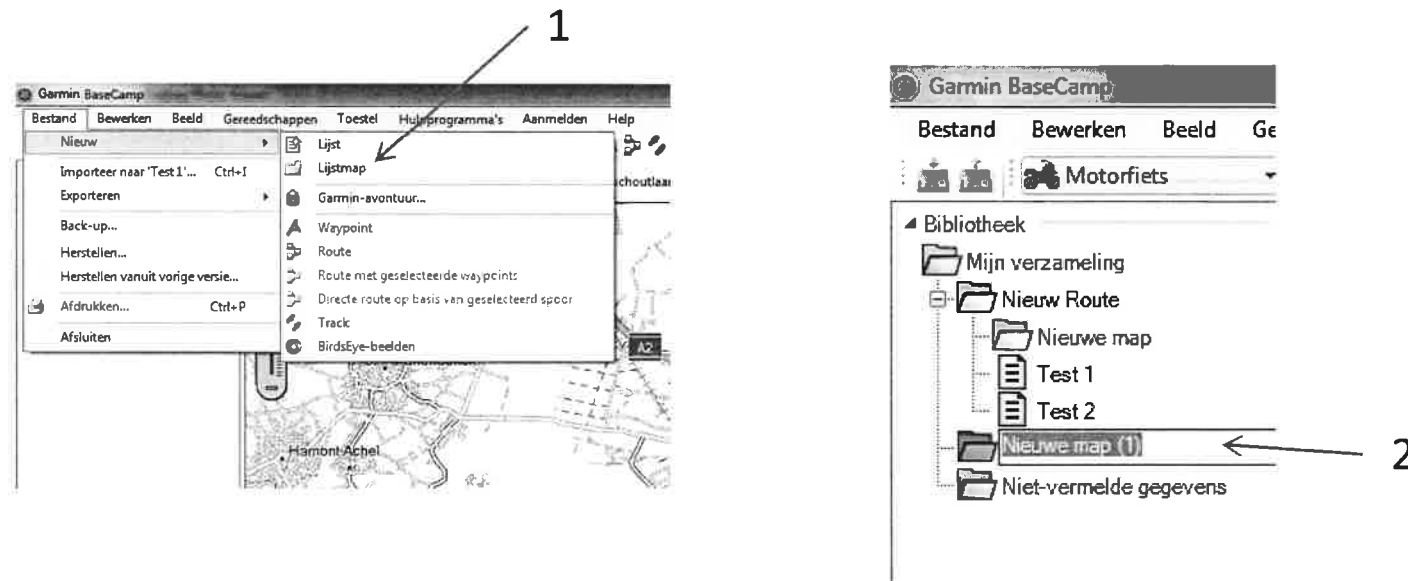 1
Garmin BaseCamp
Bestand Bewerken Beeld Gereedschappen Toestel Hulpprogramma's Aanmelden Help
Nieuw
Importeer naar 'Test 1'... Ctrl+I
Exporteren
Back-up...
Herstellen...
Herstellen vanuit vorige versie...
Afdrukken... Ctrl+P
Afsluiten
Lijst
Lijstmap
Garmin-avontuur...
Waypoint
Route
Route met geselecteerde waypoints
Directe route op basis van geselecteerd spoor
Track
BirdsEye-beelden
choutlaan
A2
Hamont-Achel
Garmin BaseCamp
Bestand Bewerken Beeld Ge
Motorfiets
Bibliotheek
Mijn verzameling
Nieuw Route
Nieuwe map
Test 1
Test 2
Nieuwe map (1)
2
Niet-vermelde gegevens